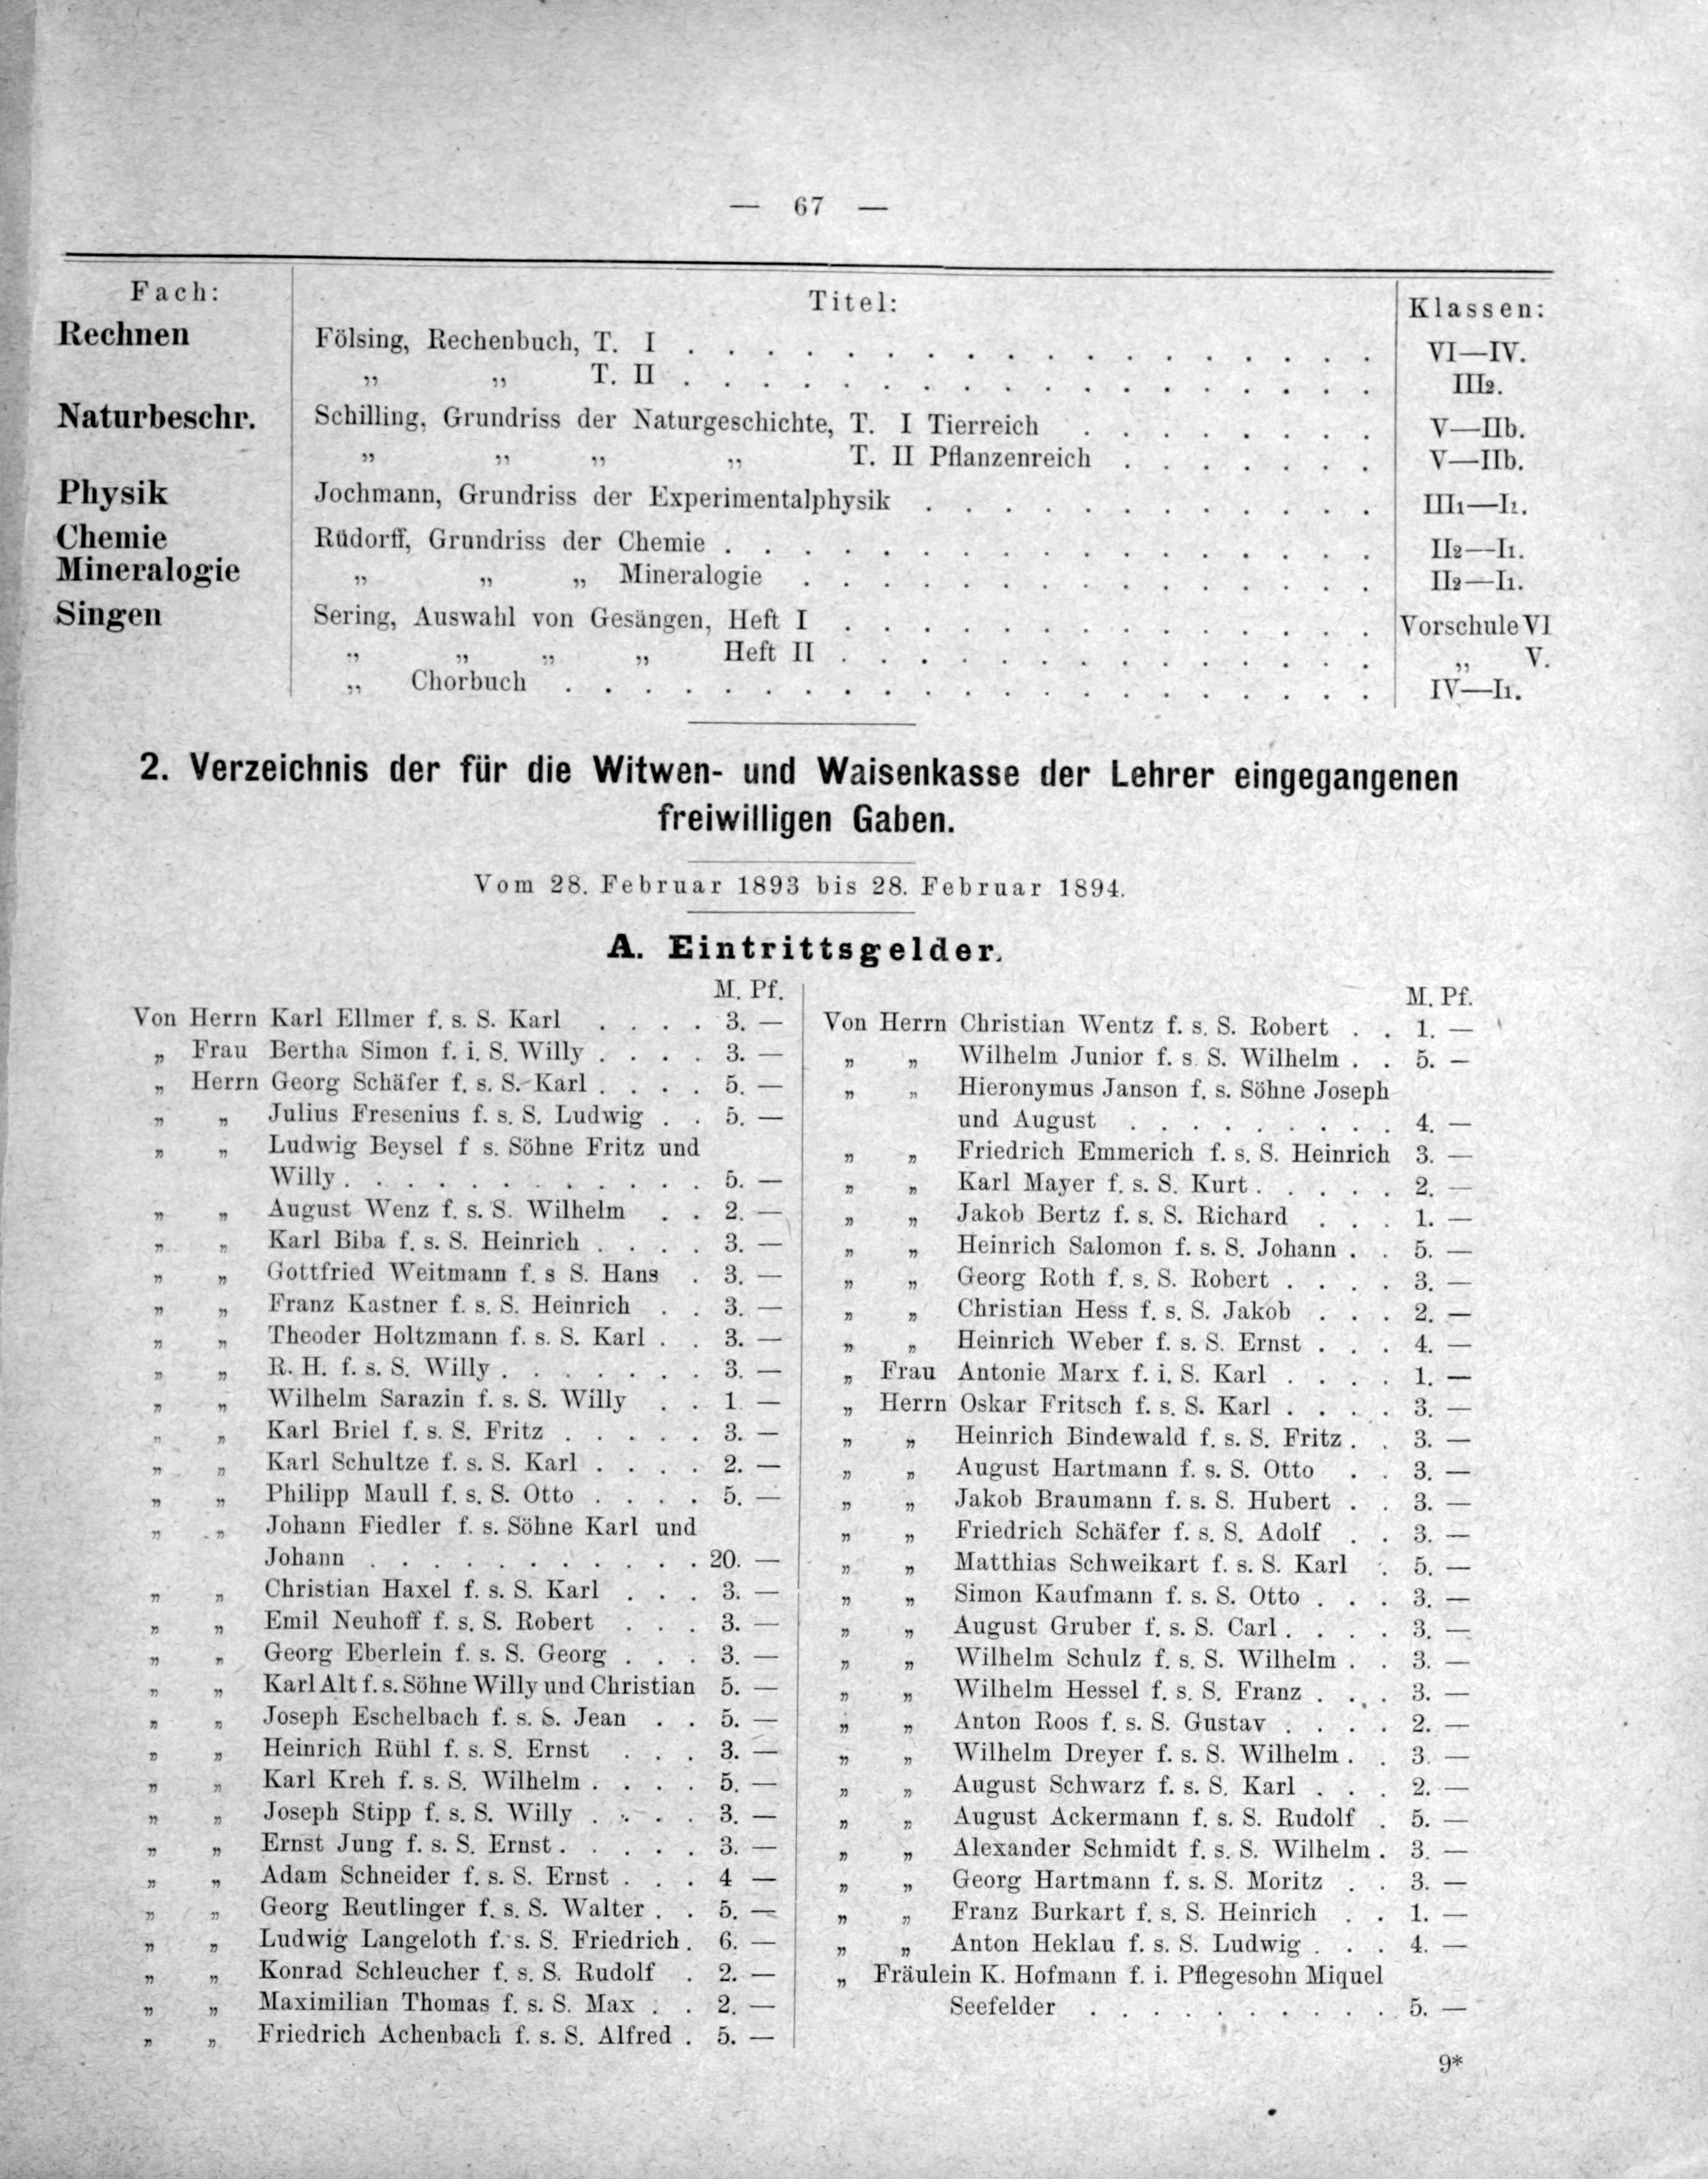 — 67 —
Fach: Titel: Klassen:
Rechnen Fölsing, Rechenbuch, T. I . . . . . . . . . . . . . . . . . . VI—IV.
„ „ T. II . . . . . . . . . . . . . . . . . . III2.
Naturbeschr. Schilling, Grundriss der Naturgeschichte, T. I Tierreich . . . . . . . . V—IIb.
„ „ „ „ T. II Pflanzenreich . . . . . . . V—IIb.
Physik Jochmann, Grundriss der Experimentalphysik . . . . . . . . . . . . III1—I1.
Chemie Rüdorff, Grundriss der Chemie . . . . . . . . . . . . . . . . . II2—I1.
Mineralogie „ „ „ Mineralogie . . . . . . . . . . . . . . . II2—I1.
Singen Sering, Auswahl von Gesängen, Heft I . . . . . . . . . . . . . . Vorschule VI
„ „ „ „ Heft II . . . . . . . . . . . . . . „ V.
„ Chorbuch . . . . . . . . . . . . . . . . . . . . . IV—I1.
2. Verzeichnis der für die Witwen- und Waisenkasse der Lehrer eingegangenen
freiwilligen Gaben.
Vom 28. Februar 1893 bis 28. Februar 1894.
A. Eintrittsgelder.
M. Pf.
Von Herrn Karl Ellmer f. s. S. Karl . . . . 3. —
„ Frau Bertha Simon f. i. S. Willy . . . . 3. —
„ Herrn Georg Schäfer f. s. S. Karl . . . . 5. —
„ „ Julius Fresenius f. s. S. Ludwig . . 5. —
„ „ Ludwig Beysel f s. Söhne Fritz und
Willy . . . . . . . . . . . . 5. —
„ „ August Wenz f. s. S. Wilhelm . . 2. —
„ „ Karl Biba f. s. S. Heinrich . . . . 3. —
„ „ Gottfried Weitmann f. s S. Hans . 3. —
„ „ Franz Kastner f. s. S. Heinrich . . 3. —
„ „ Theoder Holtzmann f. s. S. Karl . . 3. —
„ „ R. H. f. s. S. Willy . . . . . . . 3. —
„ „ Wilhelm Sarazin f. s. S. Willy . . 1 —
„ „ Karl Briel f. s. S. Fritz . . . . . 3. —
„ „ Karl Schultze f. s. S. Karl . . . . 2. —
„ „ Philipp Maull f. s. S. Otto . . . . 5. —
„ „ Johann Fiedler f. s. Söhne Karl und
Johann . . . . . . . . . . . 20. —
„ „ Christian Haxel f. s. S. Karl . . . 3. —
„ „ Emil Neuhoff f. s. S. Robert . . . 3. —
„ „ Georg Eberlein f. s. S. Georg . . . 3. —
„ „ Karl Alt f. s. Söhne Willy und Christian 5. —
„ „ Joseph Eschelbach f. s. S. Jean . . 5. —
„ „ Heinrich Rühl f. s. S. Ernst . . . 3. —
„ „ Karl Kreh f. s. S. Wilhelm . . . . 5. —
„ „ Joseph Stipp f. s. S. Willy . . . . 3. —
„ „ Ernst Jung f. s. S. Ernst . . . . . 3. —
„ „ Adam Schneider f. s. S. Ernst . . . 4 —
„ „ Georg Reutlinger f. s. S. Walter . . 5. —
„ „ Ludwig Langeloth f. s. S. Friedrich . 6. —
„ „ Konrad Schleucher f. s. S. Rudolf . 2. —
„ „ Maximilian Thomas f. s. S. Max . . 2. —
„ „ Friedrich Achenbach f. s. S. Alfred . 5. —
M. Pf.
Von Herrn Christian Wentz f. s. S. Robert . . 1. —
„ „ Wilhelm Junior f. s. S. Wilhelm . . 5. —
„ „ Hieronymus Janson f. s. Söhne Joseph
und August . . . . . . . . . 4. —
„ „ Friedrich Emmerich f. s. S. Heinrich 3. —
„ „ Karl Mayer f. s. S. Kurt . . . . . 2. —
„ „ Jakob Bertz f. s. S. Richard . . . 1. —
„ „ Heinrich Salomon f. s. S. Johann . . 5. —
„ „ Georg Roth f. s. S. Robert . . . . 3. —
„ „ Christian Hess f. s. S. Jakob . . . 2. —
„ „ Heinrich Weber f. s. S. Ernst . . . 4. —
„ Frau Antonie Marx f. i. S. Karl . . . . 1. —
„ Herrn Oskar Fritsch f. s. S. Karl . . . . 3. —
„ „ Heinrich Bindewald f. s. S. Fritz . . 3. —
„ „ August Hartmann f. s. S. Otto . . 3. —
„ „ Jakob Braumann f. s. S. Hubert . . 3. —
„ „ Friedrich Schäfer f. s. S. Adolf . . 3. —
„ „ Matthias Schweikart f. s. S. Karl . 5. —
„ „ Simon Kaufmann f. s. S. Otto . . . 3. —
„ „ August Gruber f. s. S. Carl . . . . 3. —
„ „ Wilhelm Schulz f. s. S. Wilhelm . . 3. —
„ „ Wilhelm Hessel f. s. S. Franz . . . 3. —
„ „ Anton Roos f. s. S. Gustav . . . . 2. —
„ „ Wilhelm Dreyer f. s. S. Wilhelm . . 3. —
„ „ August Schwarz f. s. S. Karl . . . 2. —
„ „ August Ackermann f. s. S. Rudolf . 5. —
„ „ Alexander Schmidt f. s. S. Wilhelm . 3. —
„ „ Georg Hartmann f. s. S. Moritz . . 3. —
„ „ Franz Burkart f. s. S. Heinrich . . 1. —
„ „ Anton Heklau f. s. S. Ludwig . . . 4. —
„ Fräulein K. Hofmann f. i. Pflegesohn Miquel
Seefelder . . . . . . . . . . 5. —
9*